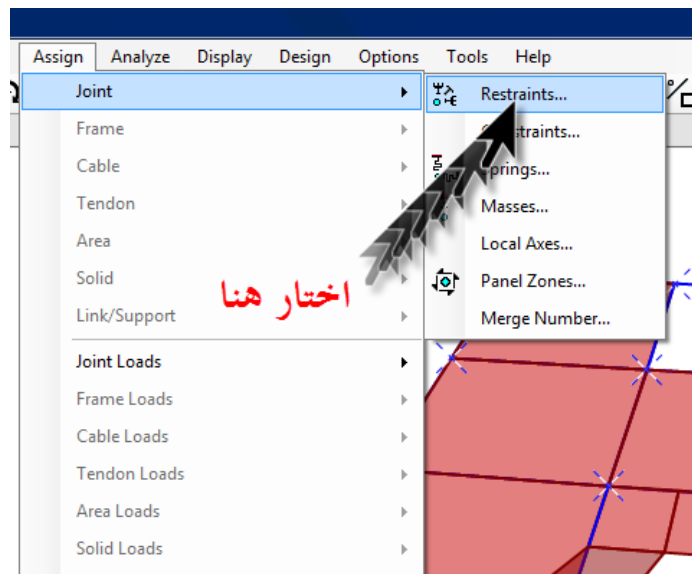 Assign Analyze Display Design Options Tools Help
Joint
Frame
Cable
Tendon
Area
Solid
Link/Support
Joint Loads
Frame Loads
Cable Loads
Tendon Loads
Area Loads
Solid Loads
Restraints...
Springs...
Masses...
Local Axes...
Panel Zones...
Merge Number...
اختار هنا